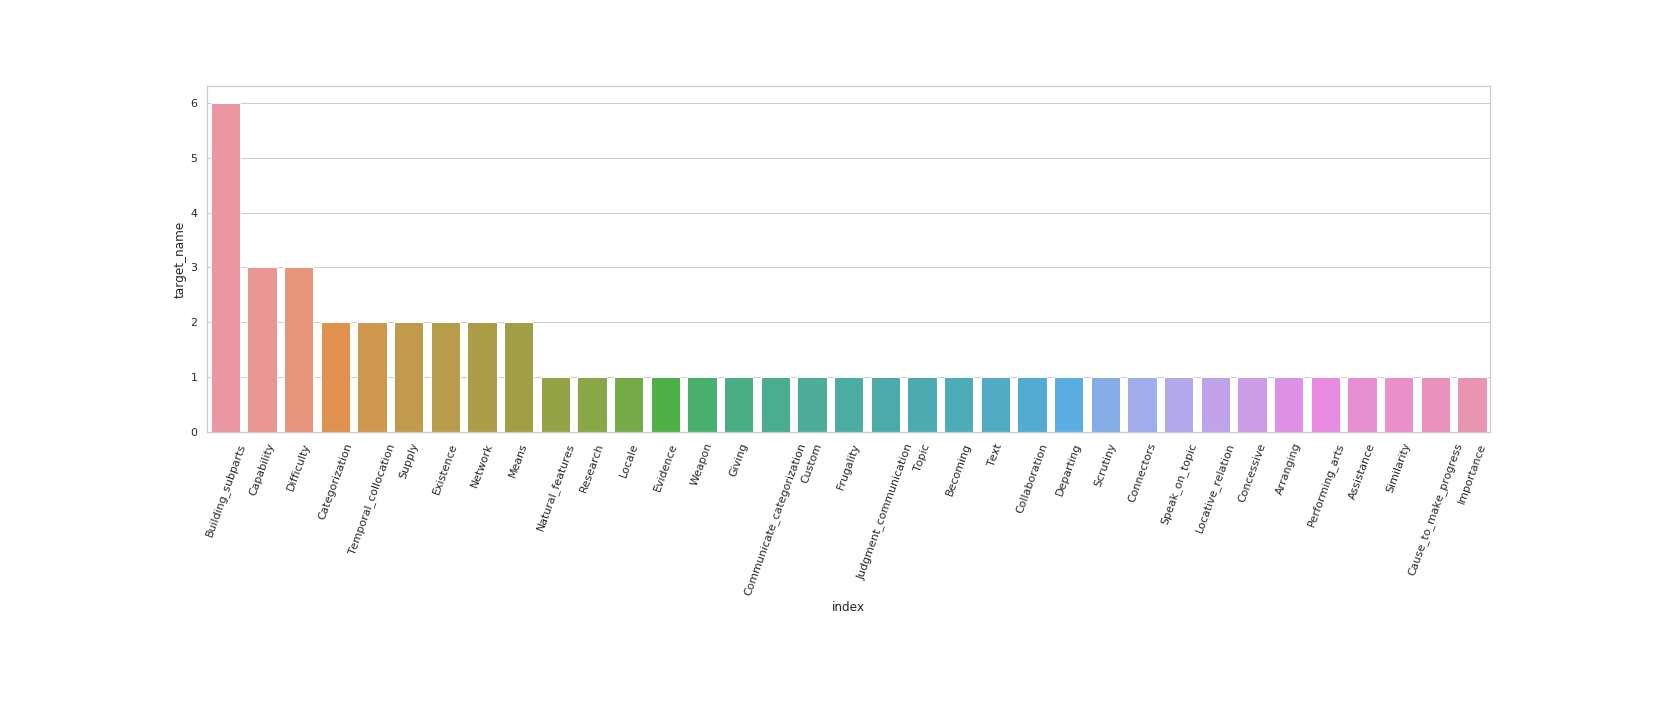 6
5
4
3
2
1
0
target_name
Building_subparts
Capability
Difficulty
Categorization
Temporal_collocation
Supply
Existence
Network
Means
Natural_features
Research
Locale
Evidence
Weapon
Giving
Communicate_categorization
Custom
Frugality
Judgment_communication
Topic
Becoming
Text
Collaboration
Departing
Scrutiny
Connectors
Speak_on_topic
Locative_relation
Concessive
Arranging
Performing_arts
Assistance
Similarity
Cause_to_make_progress
Importance
index